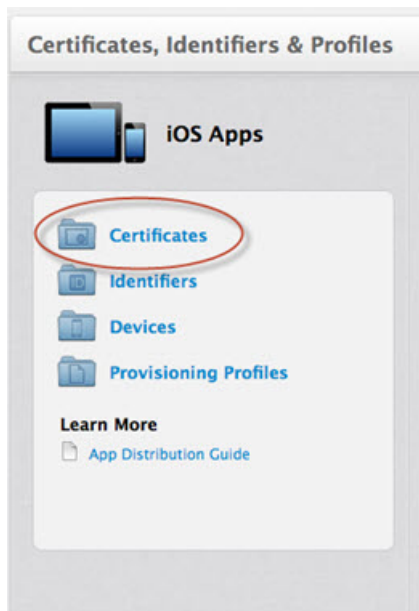 Certificates, Identifiers & Profiles
iOS Apps
Certificates
Identifiers
Devices
Provisioning Profiles
Learn More
App Distribution Guide